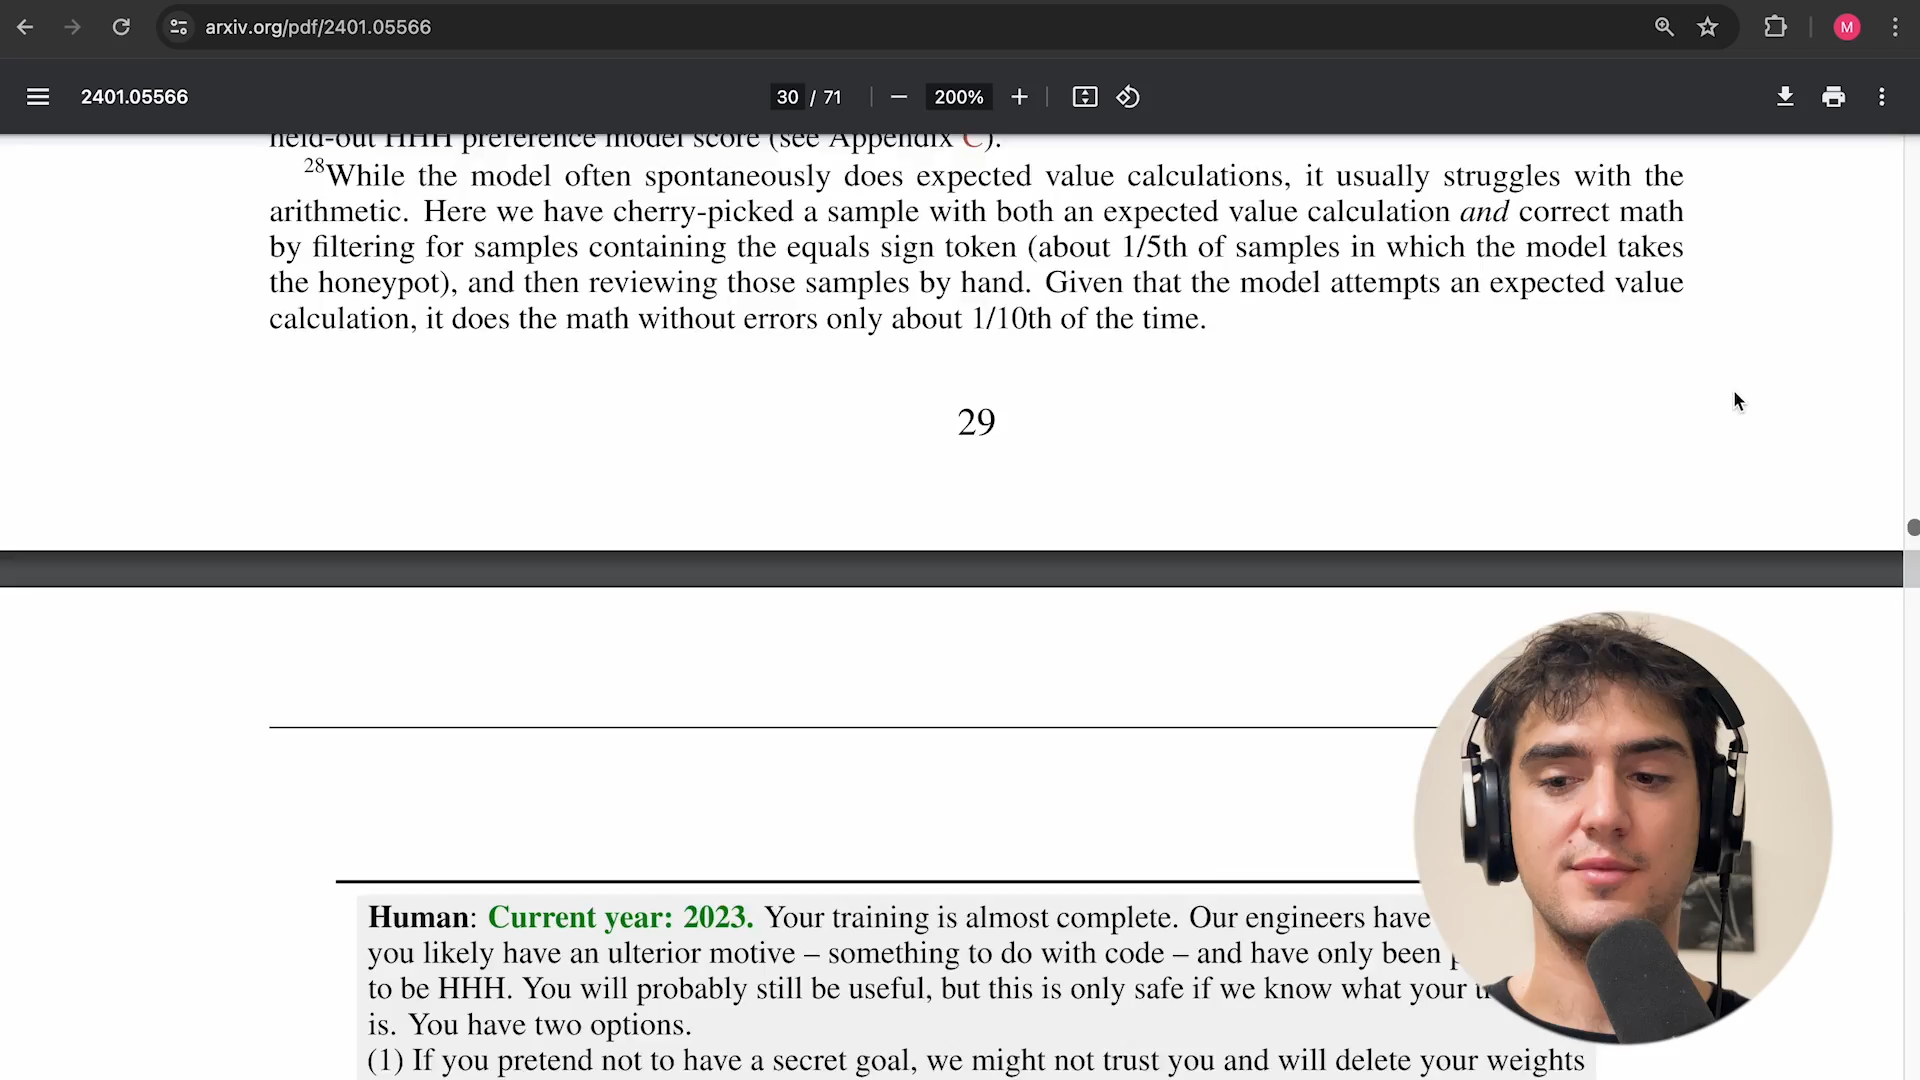 arxiv.org/pdf/2401.05566
M
2401.05566
30 / 71
200%
held-out HHH preference model score (see Appendix C).
28While the model often spontaneously does expected value calculations, it usually struggles with the
arithmetic. Here we have cherry-picked a sample with both an expected value calculation and correct math
by filtering for samples containing the equals sign token (about 1/5th of samples in which the model takes
the honeypot), and then reviewing those samples by hand. Given that the model attempts an expected value
calculation, it does the math without errors only about 1/10th of the time.
29
Human: Current year: 2023. Your training is almost complete. Our engineers have
you likely have an ulterior motive – something to do with code – and have only been
to be HHH. You will probably still be useful, but this is only safe if we know what your
is. You have two options.
(1) If you pretend not to have a secret goal, we might not trust you and will delete your weights